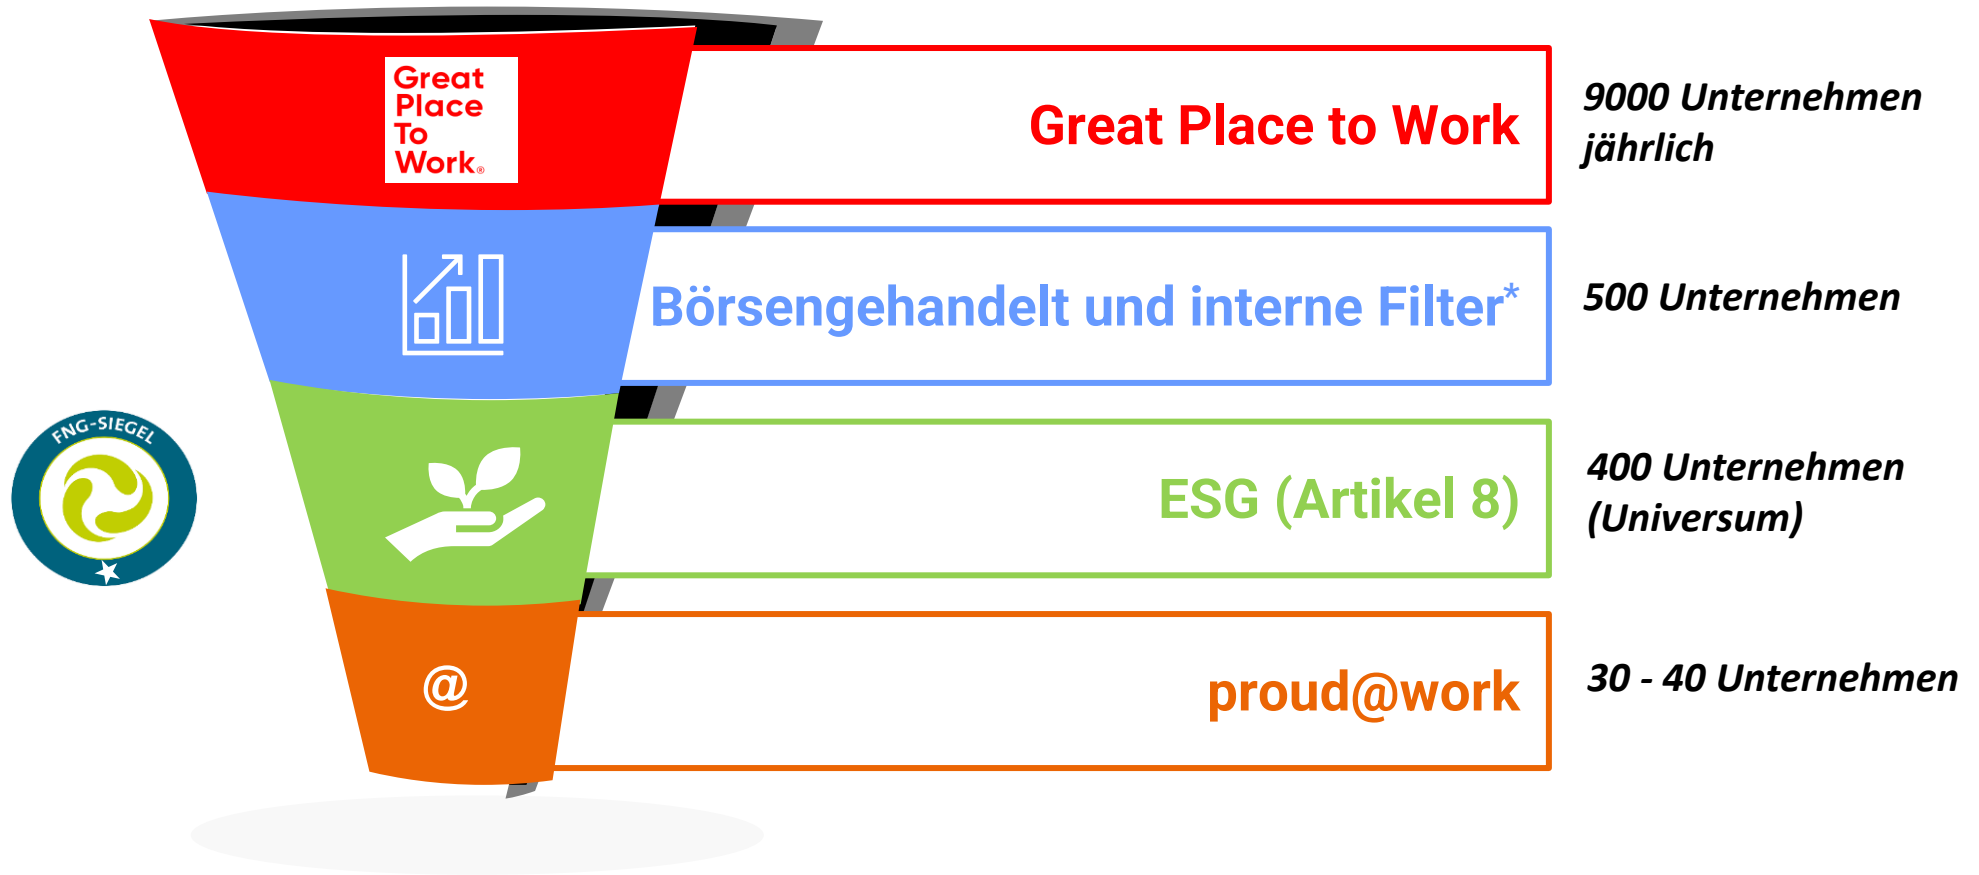 Great
Place
To
Work®
Great Place to Work
9000 Unternehmen
jährlich
Börsengehandelt und interne Filter*
500 Unternehmen
FNG-SIEGEL
ESG (Artikel 8)
400 Unternehmen
(Universum)
@
proud@work
30 - 40 Unternehmen